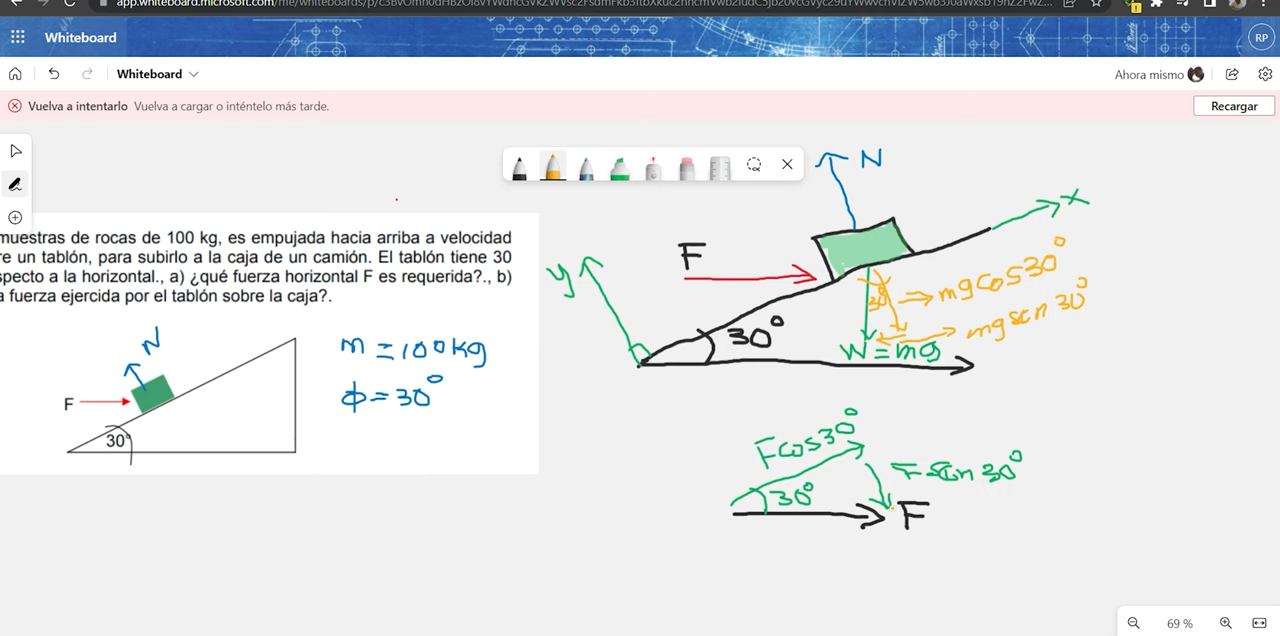 Whiteboard
RP
Whiteboard
Ahora mismo
Vuelva a intentarlo Vuelva a cargar o inténtelo más tarde.
Recargar
muestras de rocas de 100 kg, es empujada hacia arriba a velocidad
re un tablón, para subirlo a la caja de un camión. El tablón tiene 30
specto a la horizontal., a) ¿qué fuerza horizontal F es requerida?., b)
a fuerza ejercida por el tablón sobre la caja?.
N
F
30°
m = 100 kg
ϕ = 30°
N
x
y
F
30°
30°
mg cos 30°
mg sen 30°
W = mg
F cos 30°
30°
F sen 30°
F
69 %